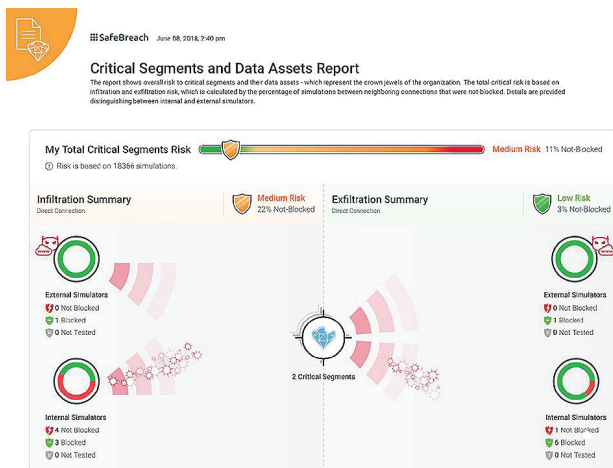 SafeBreach June 08, 2018, 2:40 pm
Critical Segments and Data Assets Report
The report shows overall risk to critical segments and their data assets - which represent the crown jewels of the organization. The total critical risk is based on
infiltration and exfiltration risk, which is calculated by the percentage of simulations between neighboring connections that were not-blocked. Details are provided
distinguishing between internal and external simulators.
My Total Critical Segments Risk
Medium Risk 11% Not-Blocked
Risk is based on 18366 simulations.
Infiltration Summary
Direct Connection
Medium Risk
22% Not-Blocked
Exfiltration Summary
Direct Connection
Low Risk
3% Not-Blocked
External Simulators
0 Not Blocked
1 Blocked
0 Not Tested
Internal Simulators
4 Not Blocked
3 Blocked
0 Not Tested
2 Critical Segments
External Simulators
0 Not Blocked
1 Blocked
0 Not Tested
Internal Simulators
1 Not Blocked
6 Blocked
0 Not Tested